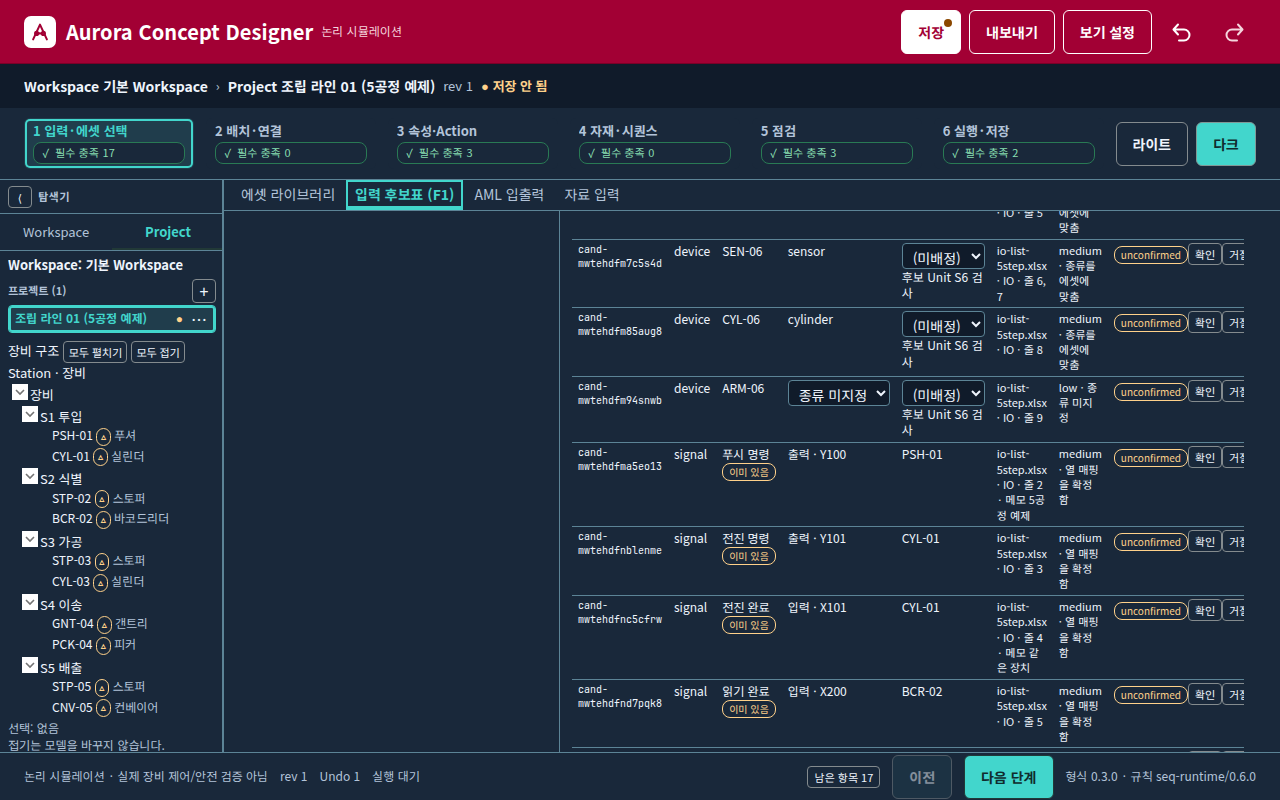 Aurora Concept Designer 논리 시뮬레이션
저장 내보내기 보기 설정
Workspace 기본 Workspace › Project 조립 라인 01 (5공정 예제) rev 1 ● 저장 안 됨
1 입력·에셋 선택
✓ 필수 충족 17
2 배치·연결
✓ 필수 충족 0
3 속성·Action
✓ 필수 충족 3
4 자재·시퀀스
✓ 필수 충족 0
5 점검
✓ 필수 충족 3
6 실행·저장
✓ 필수 충족 2
라이트 다크
⟨ 탐색기
Workspace Project
Workspace: 기본 Workspace
프로젝트 (1) +
조립 라인 01 (5공정 예제) ● ···
장비 구조 모두 펼치기 모두 접기
Station · 장비
장비
S1 투입
PSH-01 푸셔
CYL-01 실린더
S2 식별
STP-02 스토퍼
BCR-02 바코드리더
S3 가공
STP-03 스토퍼
CYL-03 실린더
S4 이송
GNT-04 갠트리
PCK-04 피커
S5 배출
STP-05 스토퍼
CNV-05 컨베이어
선택: 없음
접기는 모델을 바꾸지 않습니다.
에셋 라이브러리 입력 후보표 (F1) AML 입출력 자료 입력
· IO · 줄 5
에셋에
맞춤
cand-
mwtehdfm7c5s4d
device
SEN-06
sensor
(미배정)
후보 Unit S6 검
사
io-list-
5step.xlsx
· IO · 줄 6,
7
medium
· 종류를
에셋에
맞춤
unconfirmed 확인
cand-
mwtehdfm85aug8
device
CYL-06
cylinder
(미배정)
후보 Unit S6 검
사
io-list-
5step.xlsx
· IO · 줄 8
medium
· 종류를
에셋에
맞춤
unconfirmed 확인
cand-
mwtehdfm94snwb
device
ARM-06
종류 미지정
(미배정)
후보 Unit S6 검
사
io-list-
5step.xlsx
· IO · 줄 9
low · 종
류 미지
정
unconfirmed 확인
cand-
mwtehdfma5eo13
signal
푸시 명령
이미 있음
출력 · Y100
PSH-01
io-list-
5step.xlsx
· IO · 줄 2
· 메모 5공
정 예제
medium
· 열 매핑
을 확정
함
unconfirmed 확인
cand-
mwtehdfnblenme
signal
전진 명령
이미 있음
출력 · Y101
CYL-01
io-list-
5step.xlsx
· IO · 줄 3
medium
· 열 매핑
을 확정
함
unconfirmed 확인
cand-
mwtehdfnc5cfrw
signal
전진 완료
이미 있음
입력 · X101
CYL-01
io-list-
5step.xlsx
· IO · 줄 4
· 메모 같
은 장치
medium
· 열 매핑
을 확정
함
unconfirmed 확인
cand-
mwtehdfnd7pqk8
signal
읽기 완료
이미 있음
입력 · X200
BCR-02
io-list-
5step.xlsx
· IO · 줄 5
medium
· 열 매핑
을 확정
함
unconfirmed 확인
논리 시뮬레이션 · 실제 장비 제어/안전 검증 아님 rev 1 Undo 1 실행 대기
남은 항목 17 이전 다음 단계 형식 0.3.0 · 규칙 seq-runtime/0.6.0